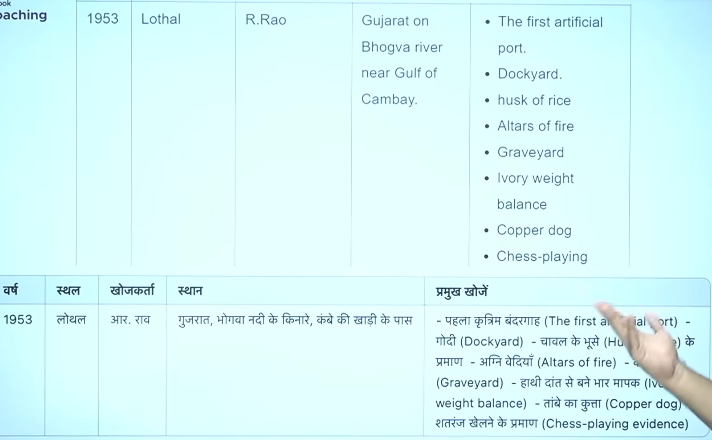 ook
oaching
1953 Lothal R.Rao Gujarat on • The first artificial
Bhogva river port.
near Gulf of • Dockyard.
Cambay. • husk of rice
• Altars of fire
• Graveyard
• Ivory weight
balance
• Copper dog
• Chess-playing
वर्ष स्थल खोजकर्ता स्थान प्रमुख खोजें
1953 लोथल आर. राव गुजरात, भोगवा नदी के किनारे, कंबे की खाड़ी के पास - पहला कृत्रिम बंदरगाह (The first ort) -
गोदी (Dockyard) - चावल के भूसे के
प्रमाण - अग्नि वेदियाँ (Altars of fire) -
(Graveyard) - हाथी दांत से बने भार मापक
weight balance) - तांबे का कुत्ता (Copper dog)
शतरंज खेलने के प्रमाण (Chess-playing evidence)